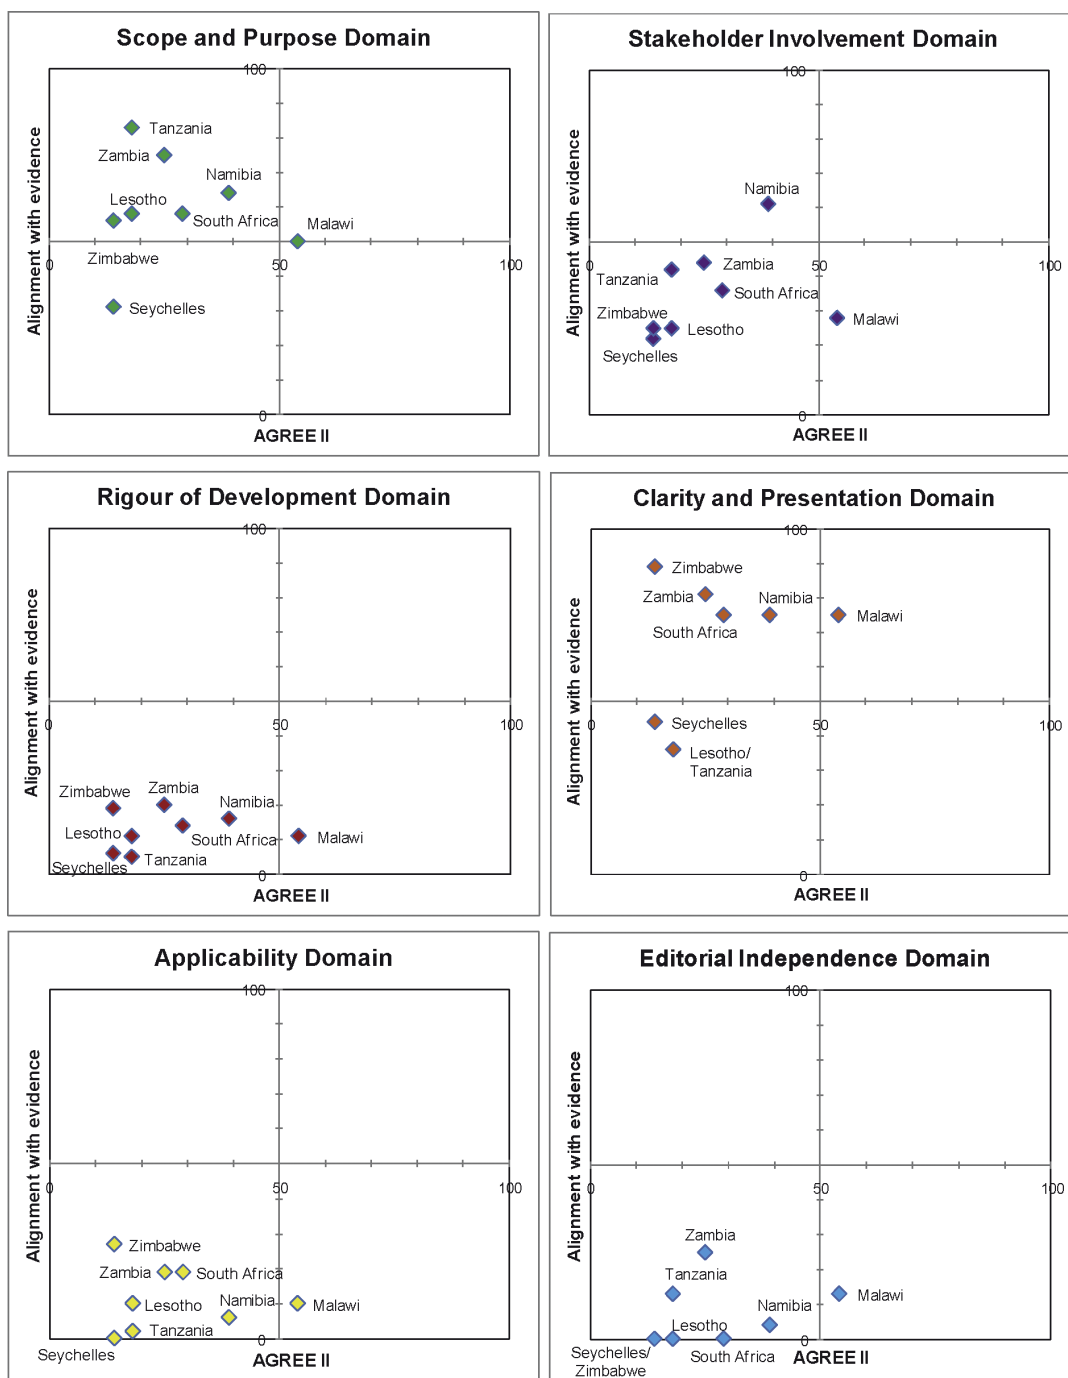 Scope and Purpose Domain
100
Alignment with evidence
Tanzania
Zambia
Namibia
Lesotho
South Africa
Malawi
Zimbabwe
0
50
100
Seychelles
0
AGREE II
Stakeholder Involvement Domain
100
Alignment with evidence
Namibia
Zambia
0
50
100
Tanzania
South Africa
Zimbabwe
Lesotho
Malawi
Seychelles
0
AGREE II
Rigour of Development Domain
100
Alignment with evidence
0
50
100
Zimbabwe
Zambia
Namibia
Lesotho
South Africa
Malawi
Seychelles
Tanzania
0
AGREE II
Clarity and Presentation Domain
100
Alignment with evidence
Zimbabwe
Zambia
Namibia
Malawi
South Africa
0
50
100
Seychelles
Lesotho/
Tanzania
0
AGREE II
Applicability Domain
100
Alignment with evidence
0
50
100
Zimbabwe
Zambia
South Africa
Lesotho
Namibia
Malawi
Tanzania
Seychelles
0
AGREE II
Editorial Independence Domain
100
Alignment with evidence
0
50
100
Zambia
Tanzania
Malawi
Namibia
Lesotho
0
Seychelles/
Zimbabwe
South Africa
AGREE II